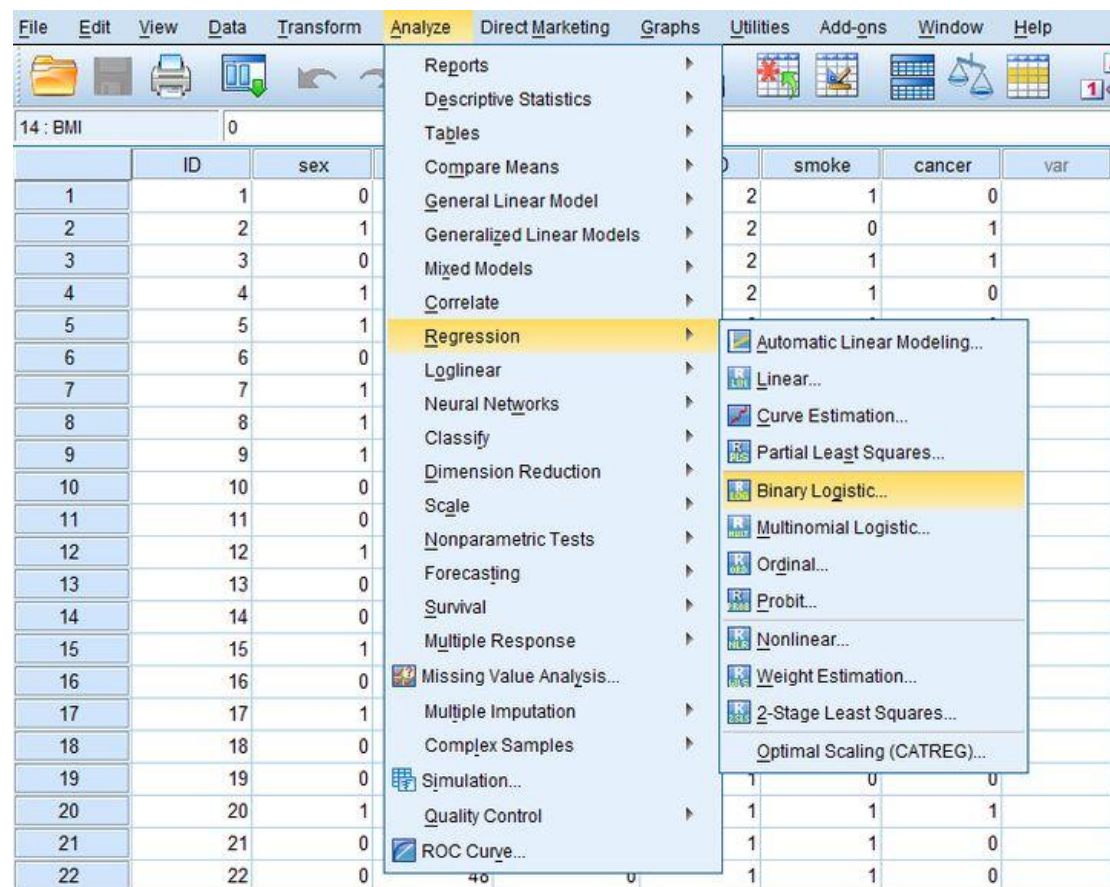 File Edit View Data Transform Analyze Direct Marketing Graphs Utilities Add-ons Window Help
14 : BMI 0
ID sex smoke cancer var
1 1 0 2 1 0
2 2 1 2 0 1
3 3 0 2 1 1
4 4 1 2 1 0
5 5 1
6 6 0
7 7 1
8 8 1
9 9 1
10 10 0
11 11 0
12 12 1
13 13 0
14 14 0
15 15 1
16 16 0
17 17 1
18 18 0
19 19 0 1 0 0
20 20 1 1 1 1
21 21 0 1 1 0
22 22 0 48 0 1 1 0
Reports
Descriptive Statistics
Tables
Compare Means
General Linear Model
Generalized Linear Models
Mixed Models
Correlate
Regression
Loglinear
Neural Networks
Classify
Dimension Reduction
Scale
Nonparametric Tests
Forecasting
Survival
Multiple Response
Missing Value Analysis...
Multiple Imputation
Complex Samples
Simulation...
Quality Control
ROC Curve...
Automatic Linear Modeling...
Linear...
Curve Estimation...
Partial Least Squares...
Binary Logistic...
Multinomial Logistic...
Ordinal...
Probit...
Nonlinear...
Weight Estimation...
2-Stage Least Squares...
Optimal Scaling (CATREG)...